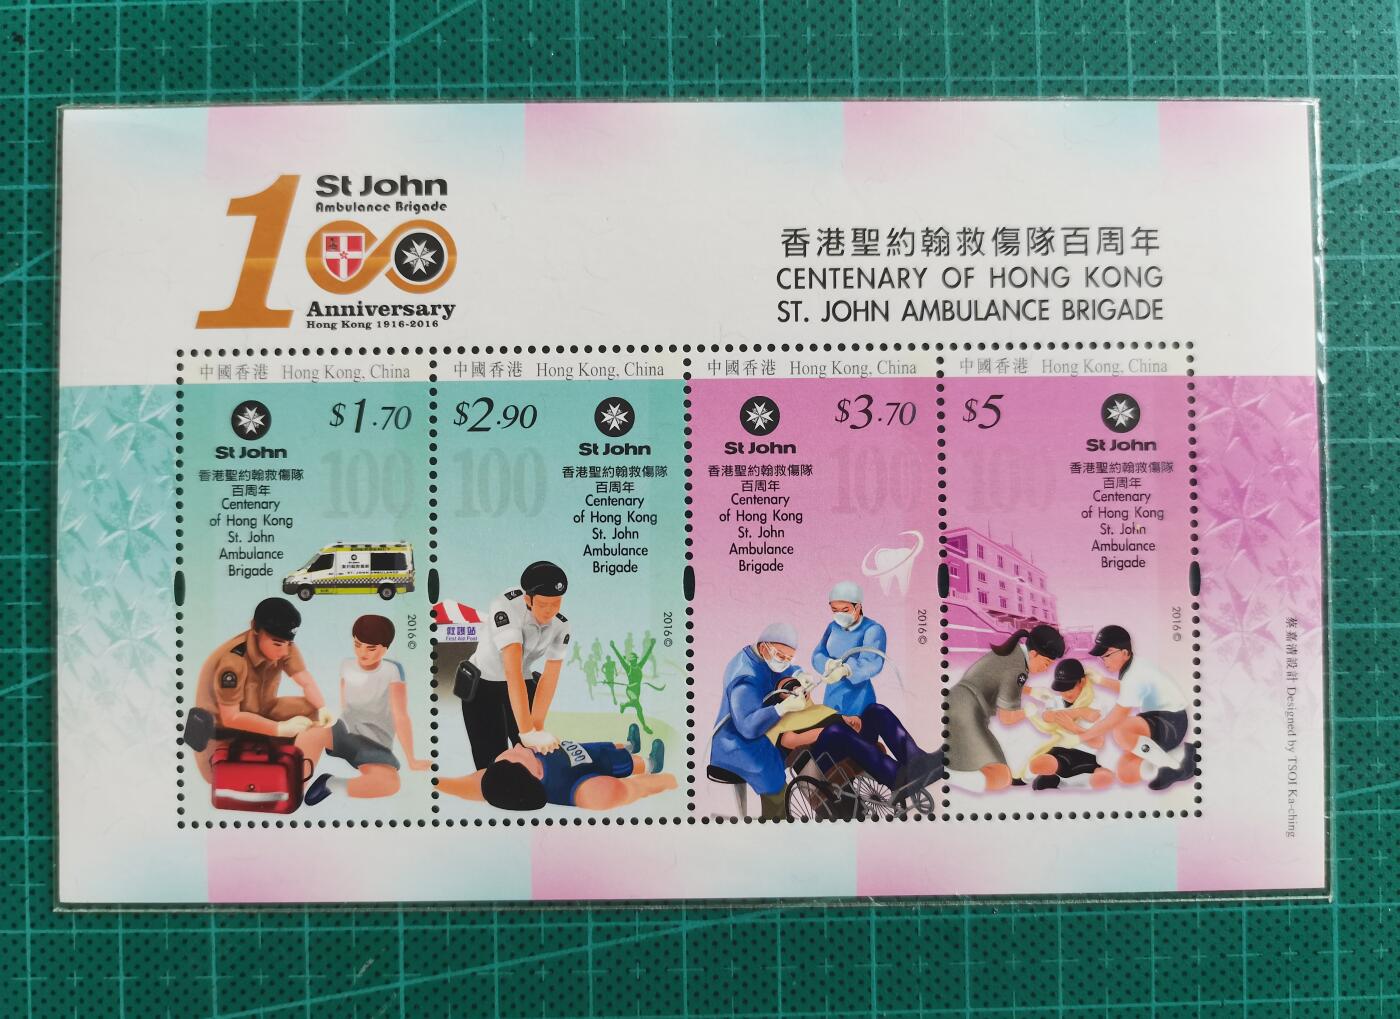 100
St John
Ambulance Brigade
Anniversary
Hong Kong 1916-2016
香港聖約翰救傷隊百周年
CENTENARY OF HONG KONG
ST. JOHN AMBULANCE BRIGADE
中國香港 Hong Kong, China
$1.70
St John
100
香港聖約翰救傷隊
百周年
Centenary
of Hong Kong
St. John
Ambulance
Brigade
2016 ©
中國香港 Hong Kong, China
$2.90
St John
100
香港聖約翰救傷隊
百周年
Centenary
of Hong Kong
St. John
Ambulance
Brigade
救護站
First Aid Post
0602
2016 ©
中國香港 Hong Kong, China
$3.70
St John
100
香港聖約翰救傷隊
百周年
Centenary
of Hong Kong
St. John
Ambulance
Brigade
2016 ©
中國香港 Hong Kong, China
$5
St John
香港聖約翰救傷隊
百周年
Centenary
of Hong Kong
St. John
Ambulance
Brigade
2016 ©
蔡嘉清設計 Designed by TSOI Ka-ching